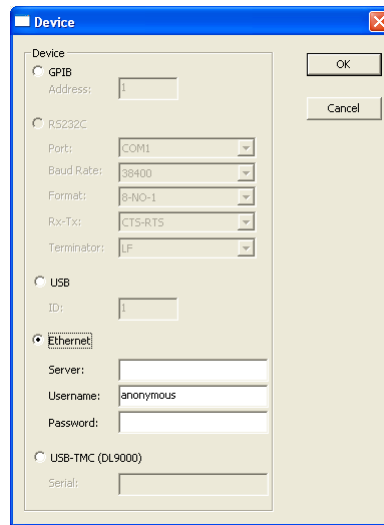 Device
Device
OK
Cancel
GPIB
Address: 1
RS232C
Port: COM1
Baud Rate: 38400
Format: 8-NO-1
Rx-Tx: CTS-RTS
Terminator: LF
USB
ID: 1
Ethernet
Server:
Username: anonymous
Password:
USB-TMC (DL9000)
Serial: